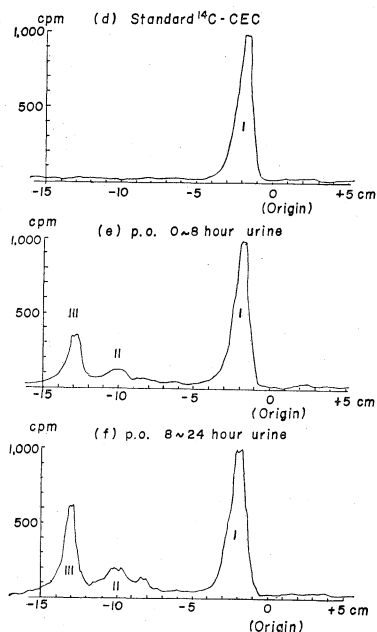 cpm (d) Standard ¹⁴C-CEC
1,000
500
I
-15 -10 -5 0 +5 cm
(Origin)
cpm (e) p.o. 0~8 hour urine
1,000
500
III
II
I
-15 -10 -5 0 +5 cm
(Origin)
cpm (f) p.o. 8~24 hour urine
1,000
500
III
II
I
-15 -10 -5 0 +5 cm
(Origin)